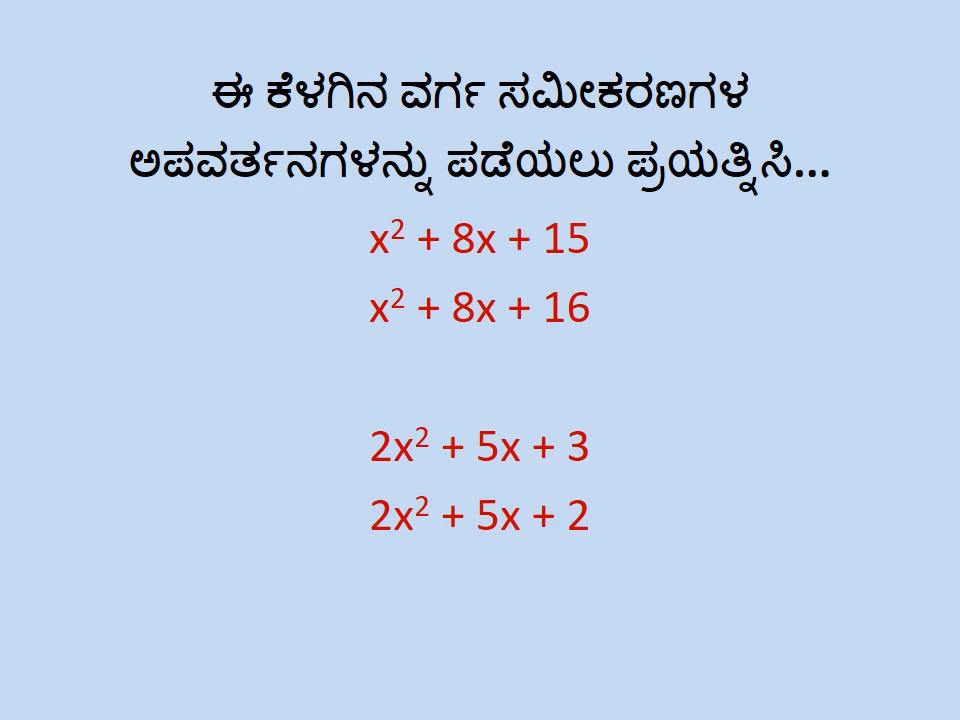 ಈ ಕೆಳಗಿನ ವರ್ಗ ಸಮೀಕರಣಗಳ
ಅಪವರ್ತನಗಳನ್ನು ಪಡೆಯಲು ಪ್ರಯತ್ನಿಸಿ...
x² + 8x + 15
x² + 8x + 16
2x² + 5x + 3
2x² + 5x + 2